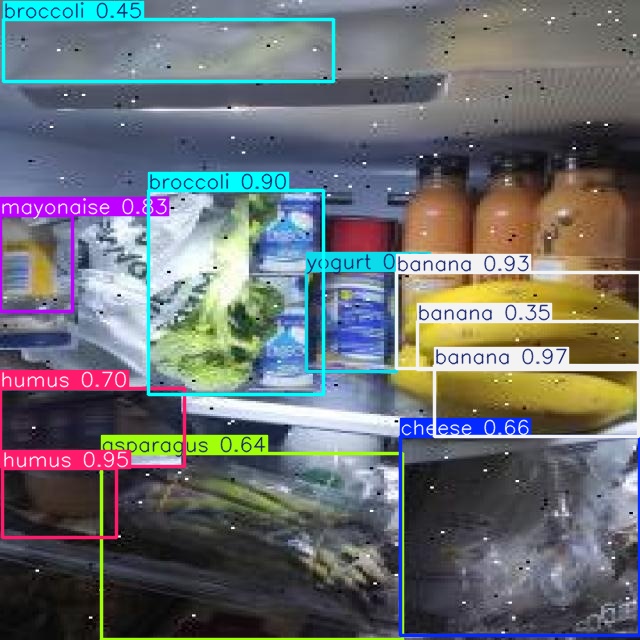 broccoli 0.45
broccoli 0.90
mayonaise 0.83
yogurt 0.
banana 0.93
banana 0.35
banana 0.97
humus 0.70
cheese 0.66
asparagus 0.64
humus 0.95